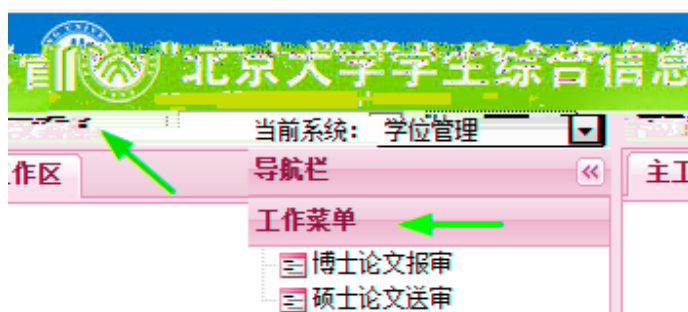 北京大学学生综合信息
当前系统： 学位管理
作区
导航栏
主工
工作菜单
博士论文报审
硕士论文送审